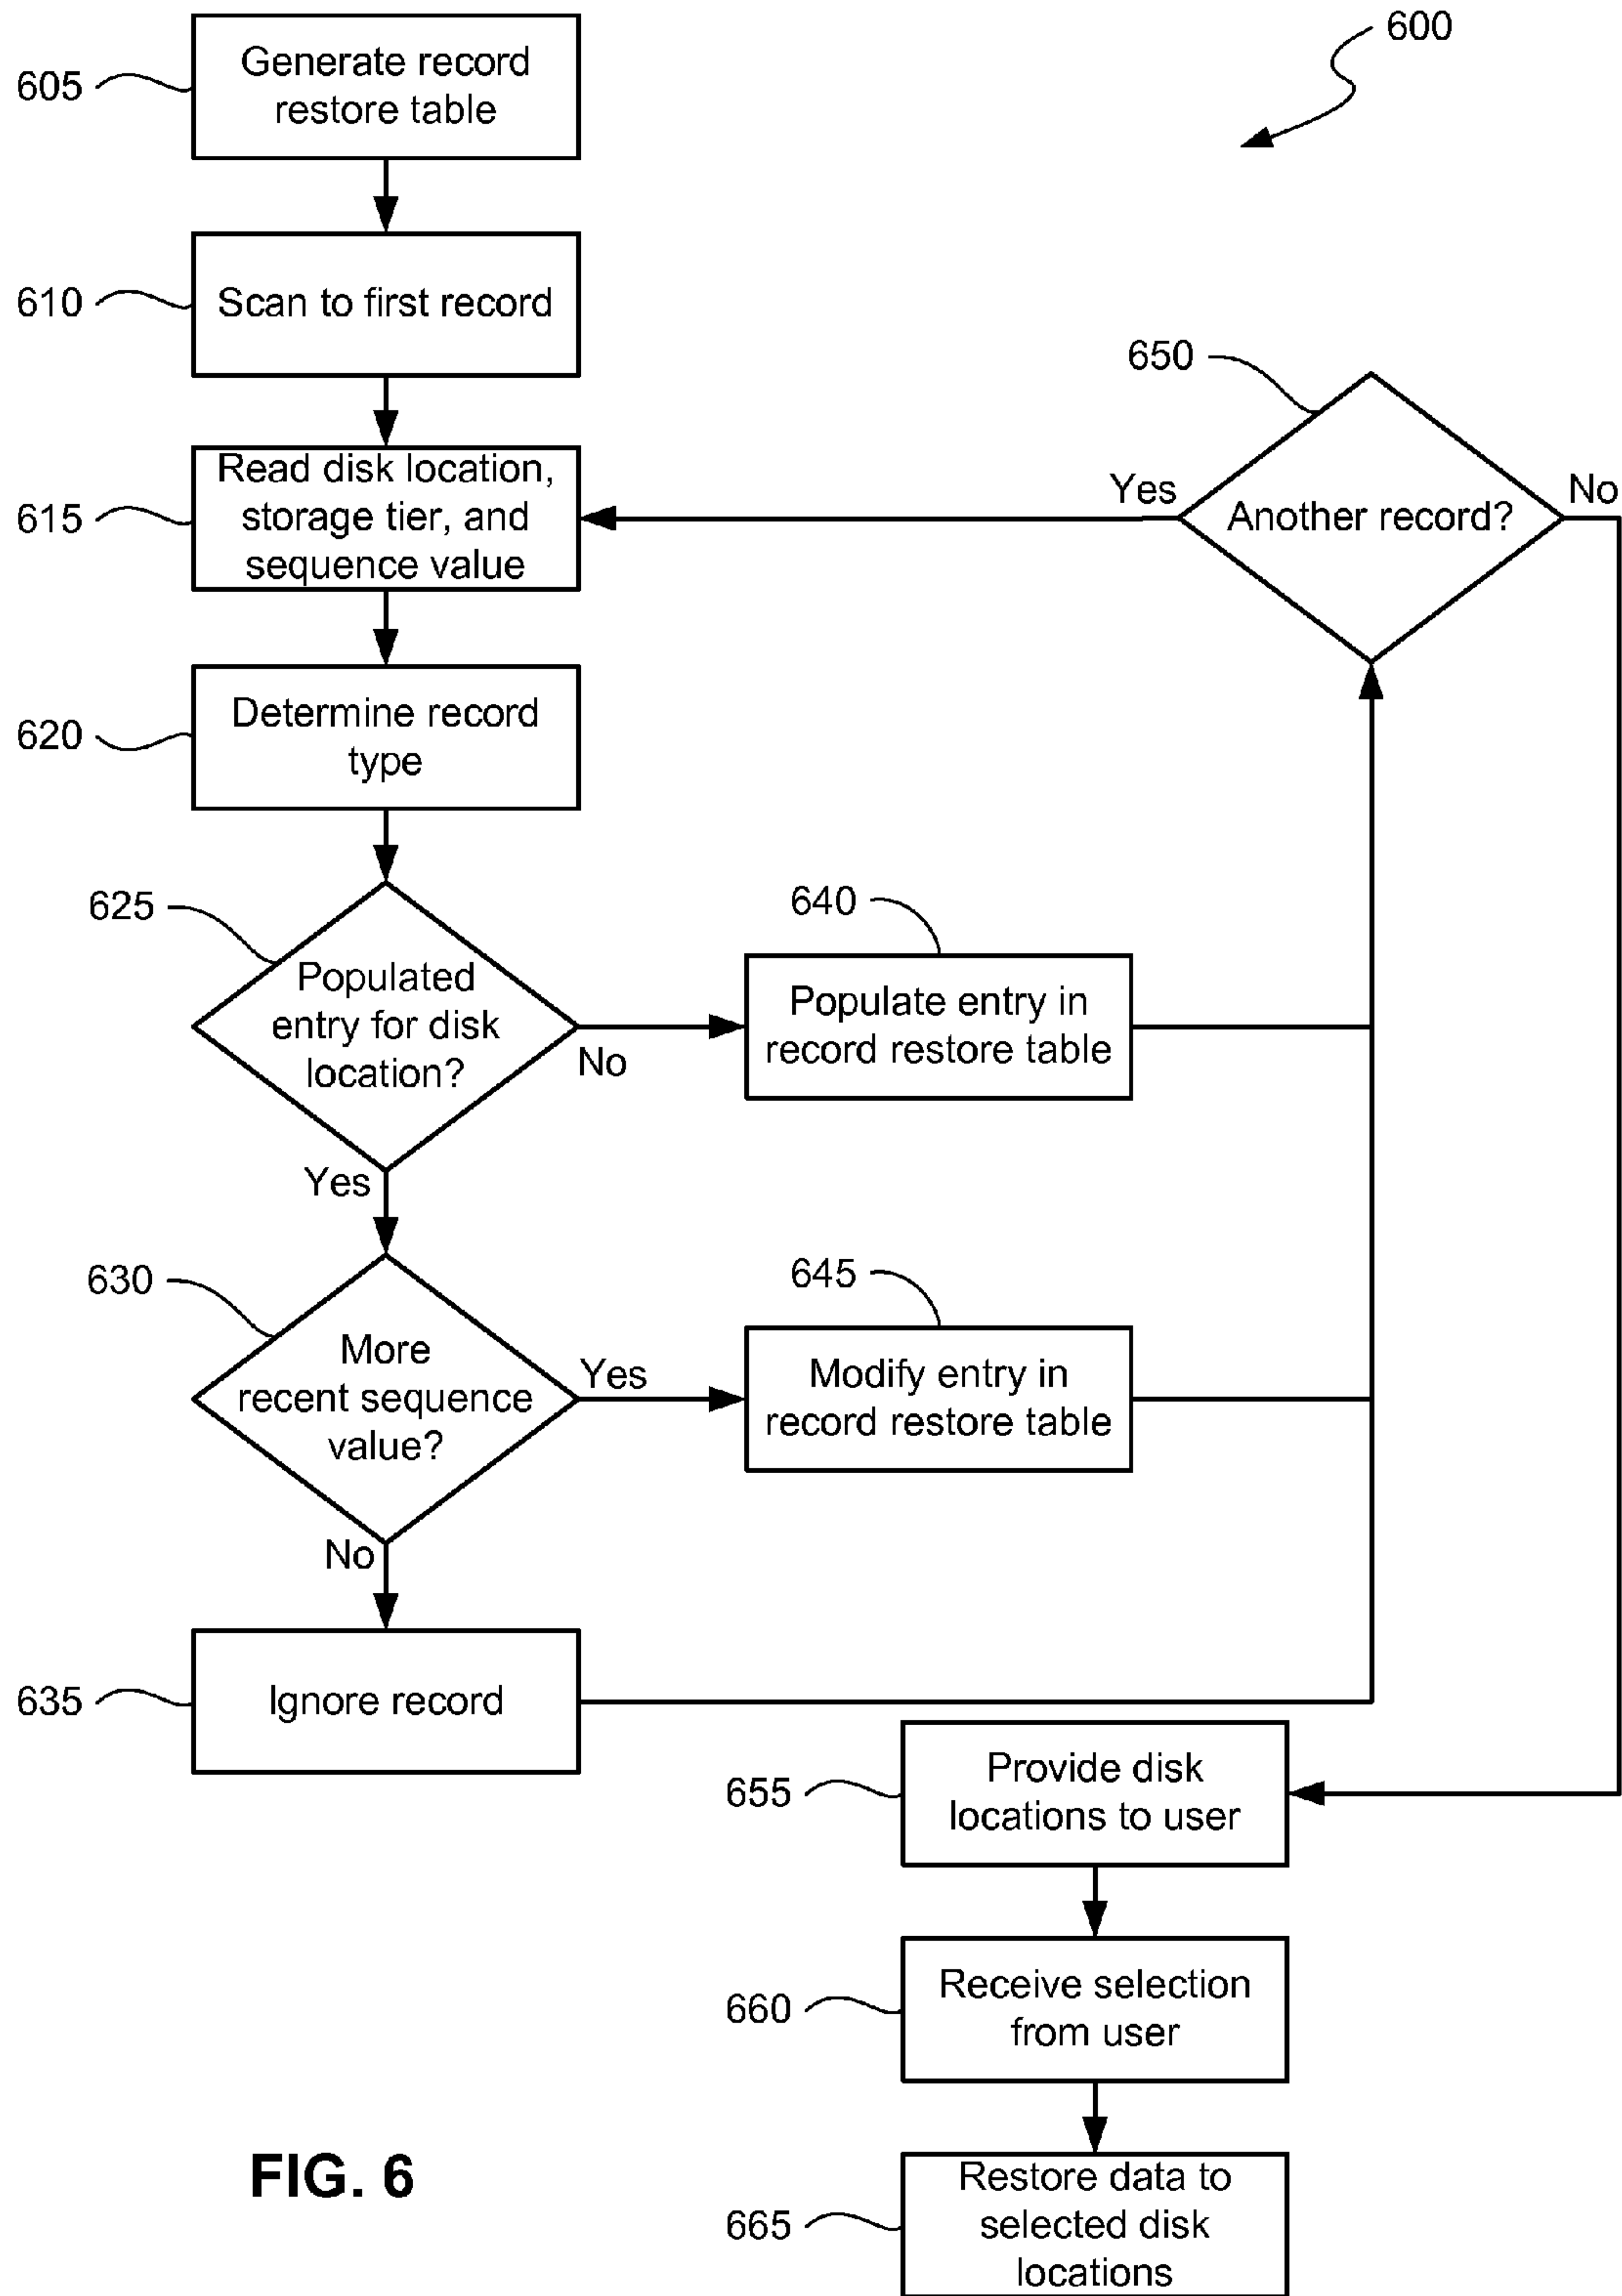 600
605
Generate record
restore table
610
Scan to first record
650
Another record?
Yes
No
615
Read disk location,
storage tier, and
sequence value
620
Determine record
type
625
Populated
entry for disk
location?
No
Yes
640
Populate entry in
record restore table
630
More
recent sequence
value?
Yes
No
645
Modify entry in
record restore table
635
Ignore record
655
Provide disk
locations to user
660
Receive selection
from user
665
Restore data to
selected disk
locations
FIG. 6